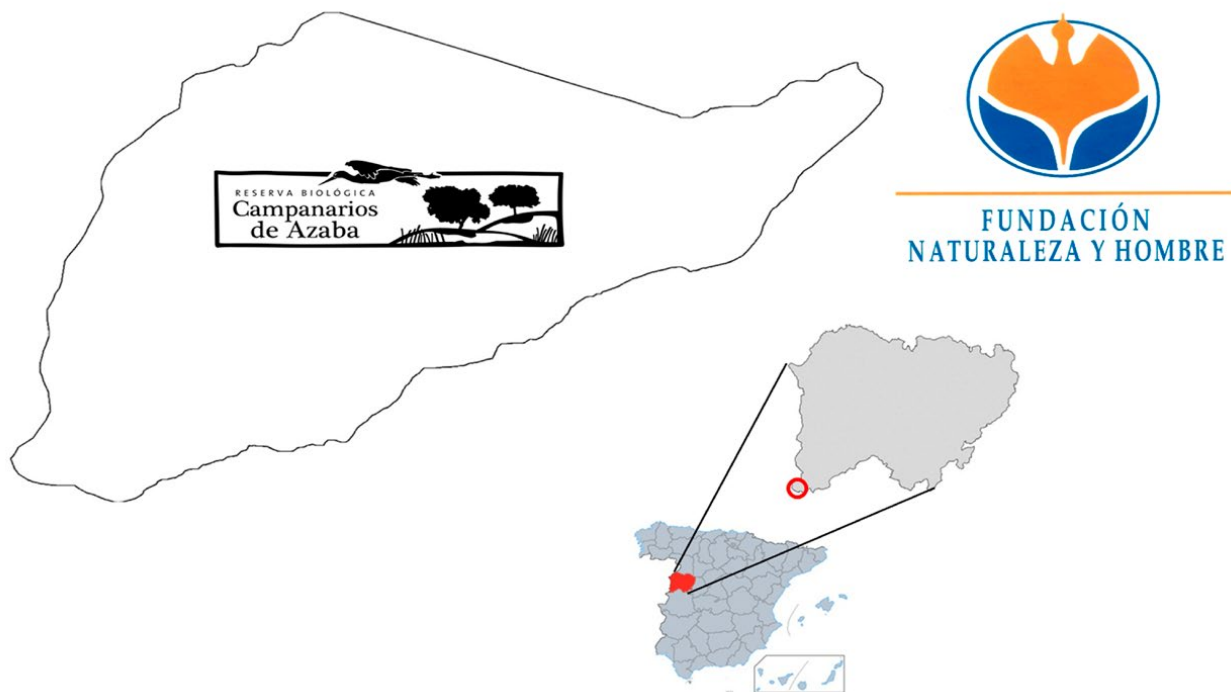 RESERVA BIOLÓGICA
Campanarios
de Azaba
FUNDACIÓN
NATURALEZA Y HOMBRE